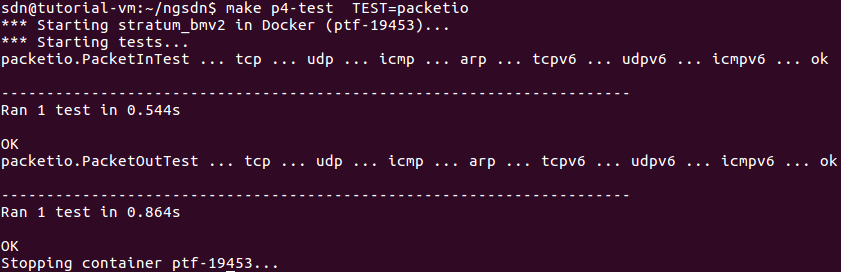 sdn@tutorial-vm:~/ngsdn$ make p4-test  TEST=packetio
*** Starting stratum_bmv2 in Docker (ptf-19453)...
*** Starting tests...
packetio.PacketInTest ... tcp ... udp ... icmp ... arp ... tcpv6 ... udpv6 ... icmpv6 ... ok

----------------------------------------------------------------------
Ran 1 test in 0.544s

OK
packetio.PacketOutTest ... tcp ... udp ... icmp ... arp ... tcpv6 ... udpv6 ... icmpv6 ... ok

----------------------------------------------------------------------
Ran 1 test in 0.864s

OK
Stopping container ptf-19453...